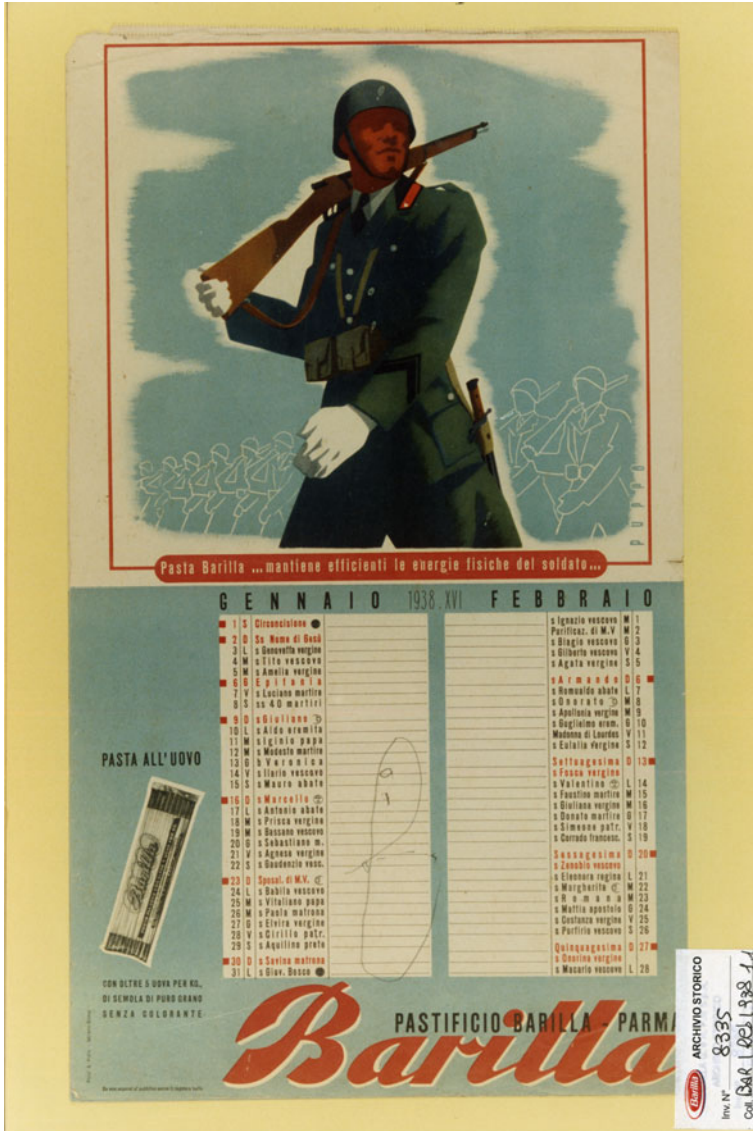 PUPPO
Pasta Barilla ... mantiene efficienti le energie fisiche del soldato...
GENNAIO 1938.XVI FEBBRAIO
1 S Circoncisione
2 D Ss Nome di Gesù
3 L s Genoveffa vergine
4 M s Tito vescovo
5 M s Amelia vergine
6 G Epifania
7 V s Luciano martire
8 S ss 40 martiri
9 D s Giuliano
10 L s Aldo eremita
11 M s Iginio papa
12 M s Modesto martire
13 G b Veronica
14 V s Ilario vescovo
15 S s Mauro abate
16 D s Marcello
17 L s Antonio abate
18 M s Prisca vergine
19 M s Bassano vescovo
20 G s Sebastiano m.
21 V s Agnese vergine
22 S s Gaudenzio vesc.
23 D Sposal. di M.V.
24 L s Babila vescovo
25 M s Vitaliano papa
26 M s Paola matrona
27 G s Elvira vergine
28 V s Cirillo patr.
29 S s Aquilino prete
30 D s Savina matrona
31 L s Giov. Bosco
s Ignazio vescovo M 1
Purificaz. di M.V M 2
s Biagio vescovo G 3
s Gilberto vescovo V 4
s Agata vergine S 5
s Armando D 6
s Romualdo abate L 7
s Onorato M 8
s Apollonia vergine M 9
s Guglielmo erem. G 10
Madonna di Lourdes V 11
s Eulalia vergine S 12
Settuagesima D 13
s Fosca vergine
s Valentino L 14
s Faustino martire M 15
s Giuliana vergine M 16
s Donato martire G 17
s Simeone patr. V 18
s Corrado francesc. S 19
Sessagesima D 20
s Zenobio vescovo
s Eleonora regina L 21
s Margherita M 22
s Romana M 23
s Mattia apostolo G 24
s Costanza vergine V 25
s Porfirio vescovo S 26
Quinquagesima D 27
s Onorina vergine
s Macario vescovo L 28
PASTA ALL'UOVO
Barilla
CON OLTRE 5 UOVA PER KG.,
DI SEMOLA DI PURO GRANO
SENZA COLORANTE
PASTIFICIO BARILLA - PARMA
Barilla
Barilla ARCHIVIO STORICO
Inv. N° 8335